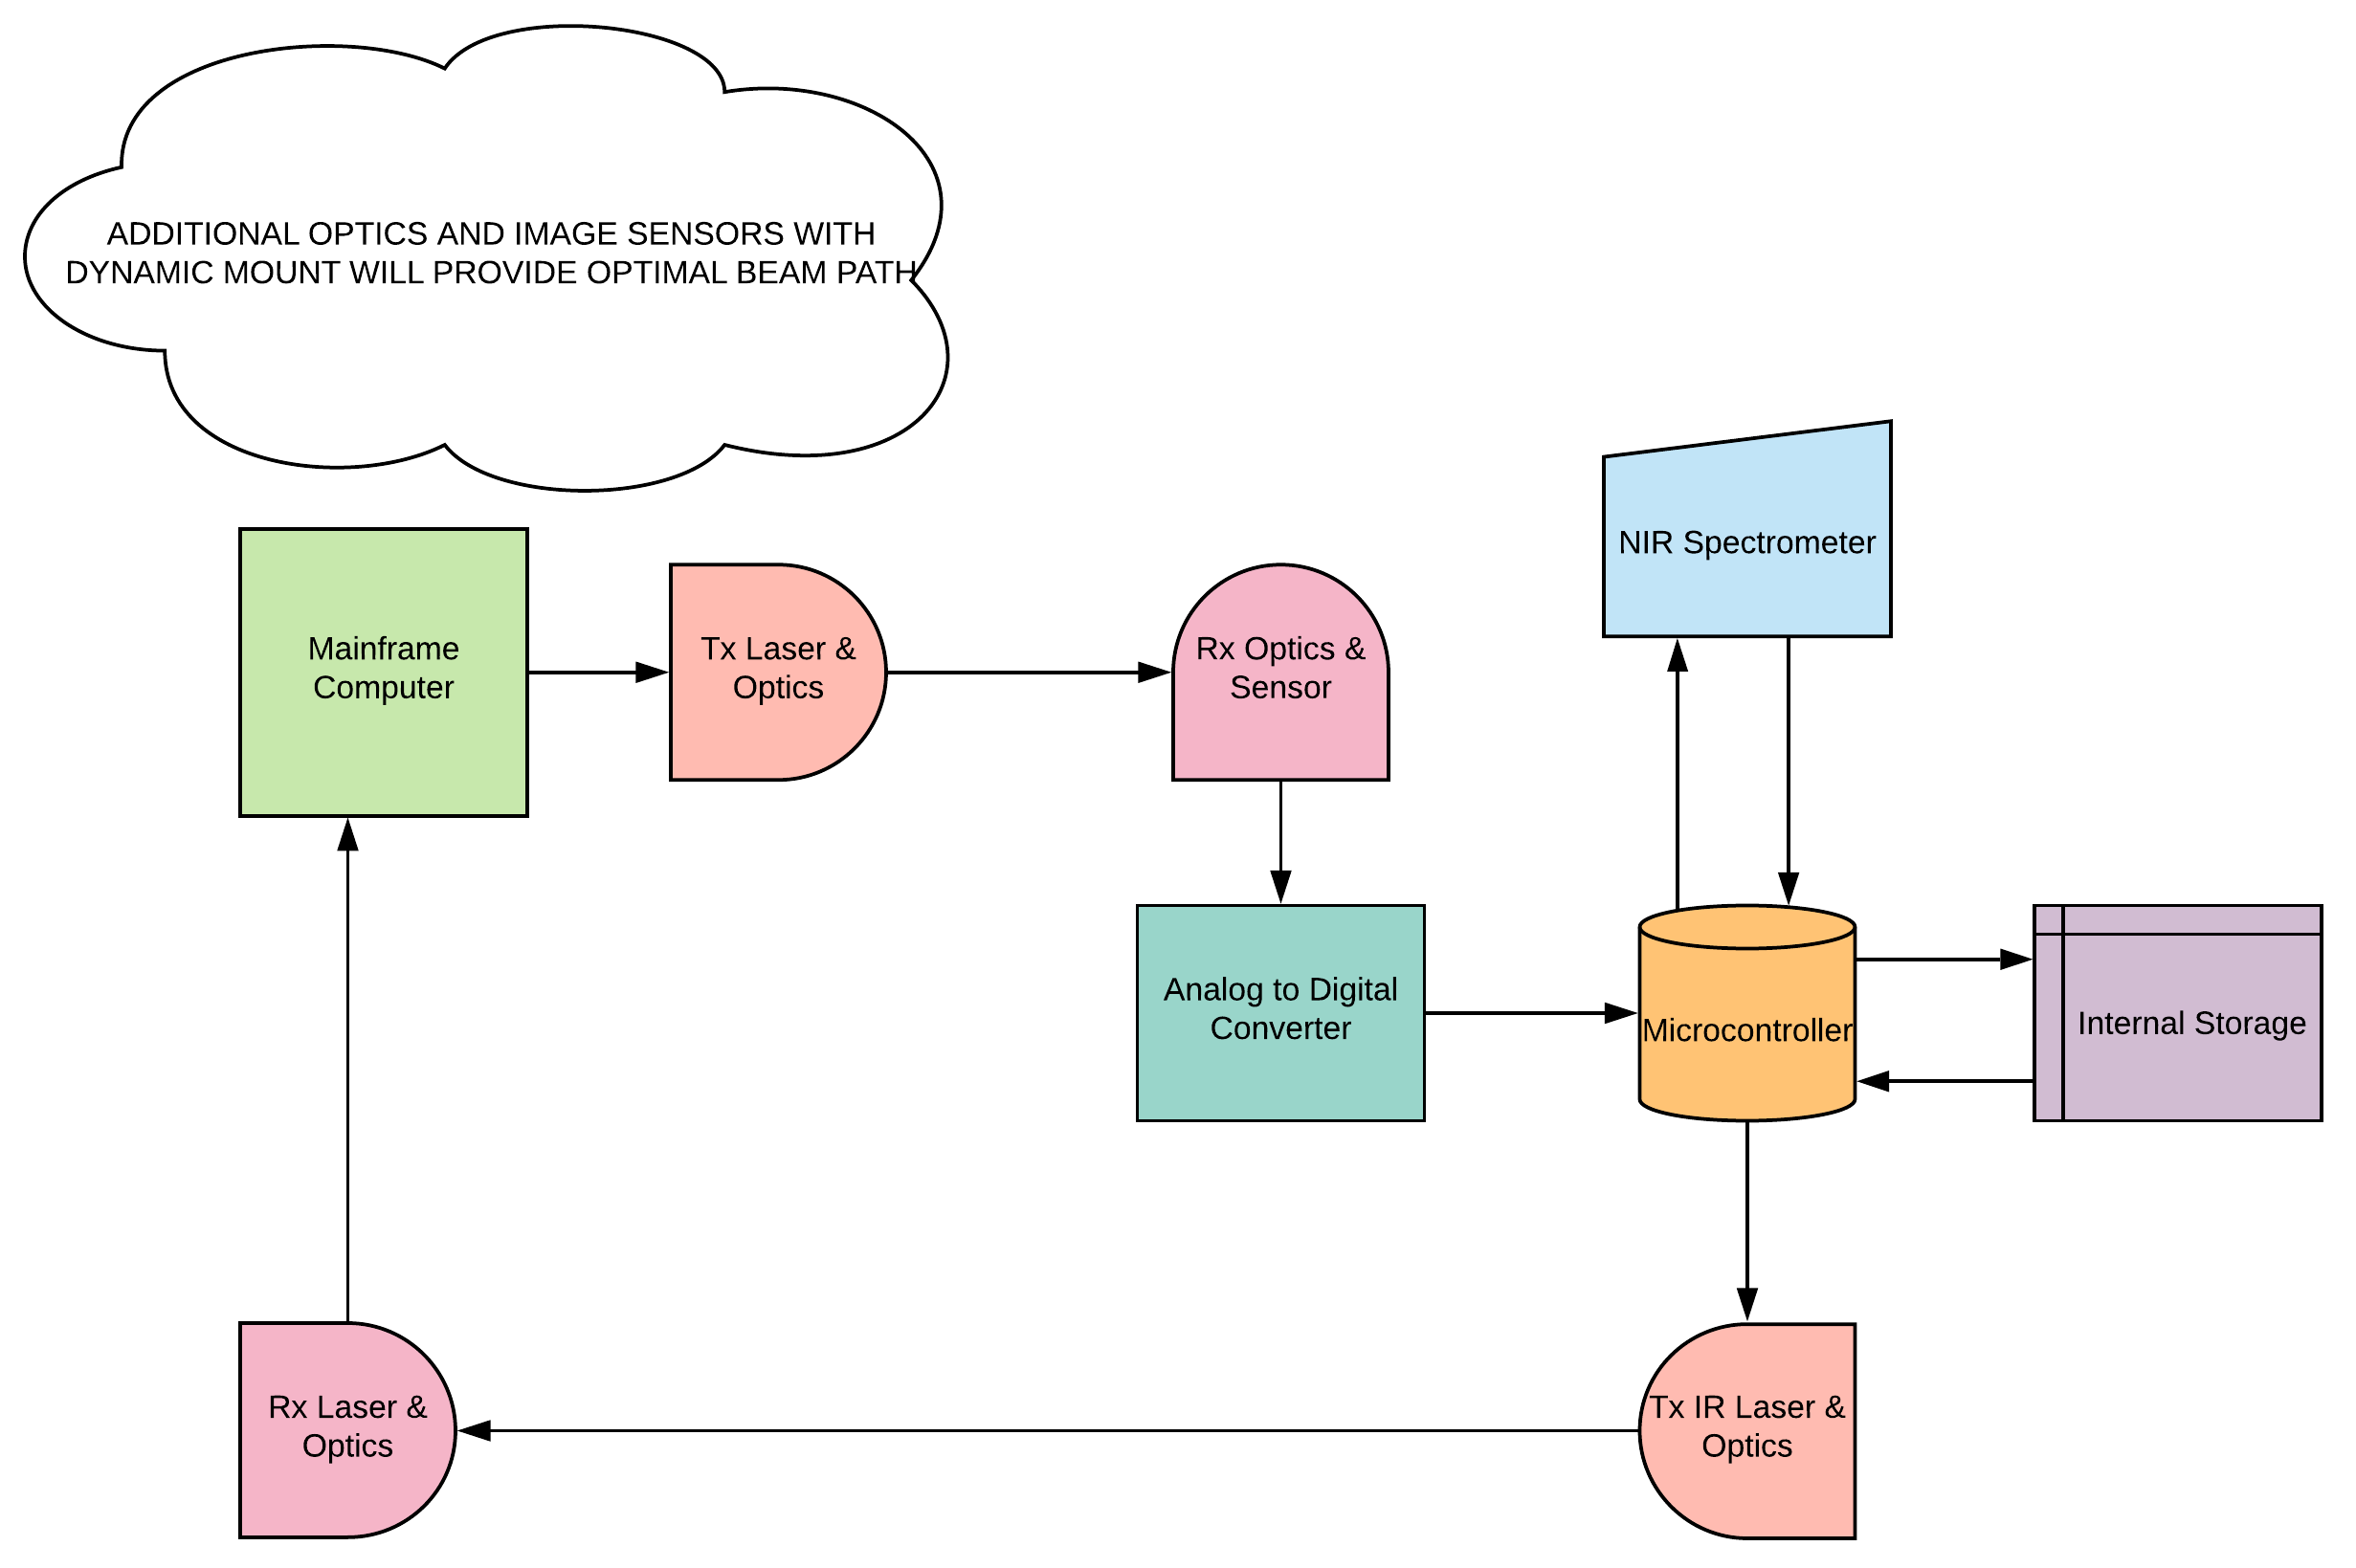 ADDITIONAL OPTICS AND IMAGE SENSORS WITH
DYNAMIC MOUNT WILL PROVIDE OPTIMAL BEAM PATH
NIR Spectrometer
Mainframe
Computer
Tx Laser &
Optics
Rx Optics &
Sensor
Analog to Digital
Converter
Microcontroller
Internal Storage
Rx Laser &
Optics
Tx IR Laser &
Optics